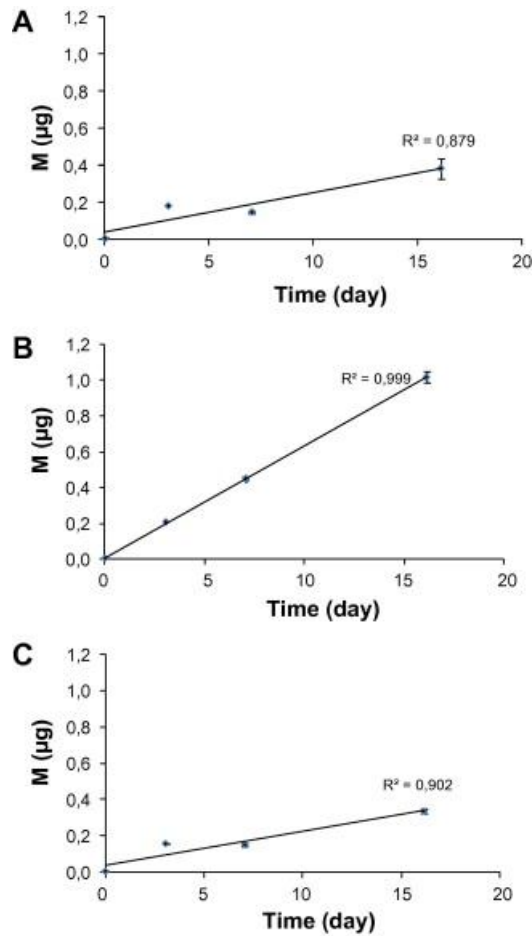 A
1,2
1,0
0,8
0,6
0,4
0,2
0,0
M (µg)
R² = 0,879
0 5 10 15 20
Time (day)
B
1,2
1,0
0,8
0,6
0,4
0,2
0,0
M (µg)
R² = 0,999
0 5 10 15 20
Time (day)
C
1,2
1,0
0,8
0,6
0,4
0,2
0,0
M (µg)
R² = 0,902
0 5 10 15 20
Time (day)